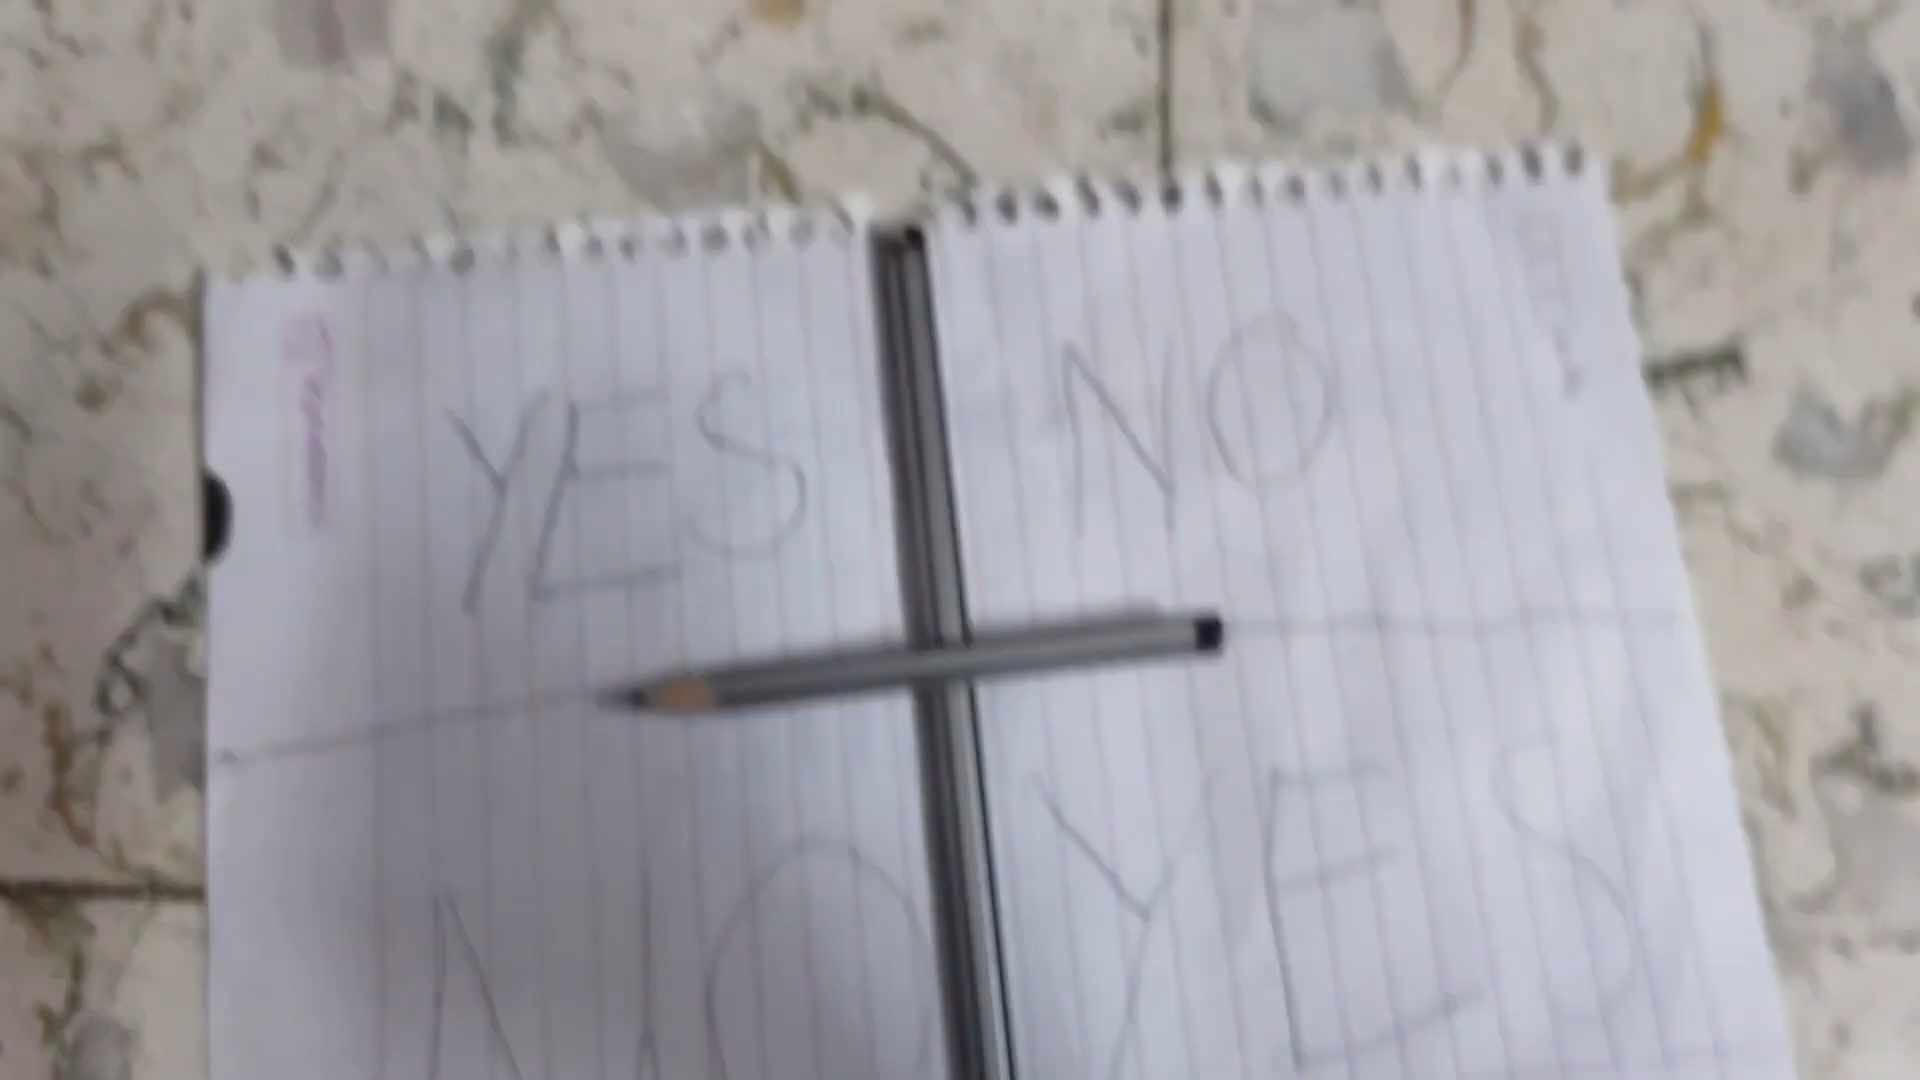 YES NO
NO YES